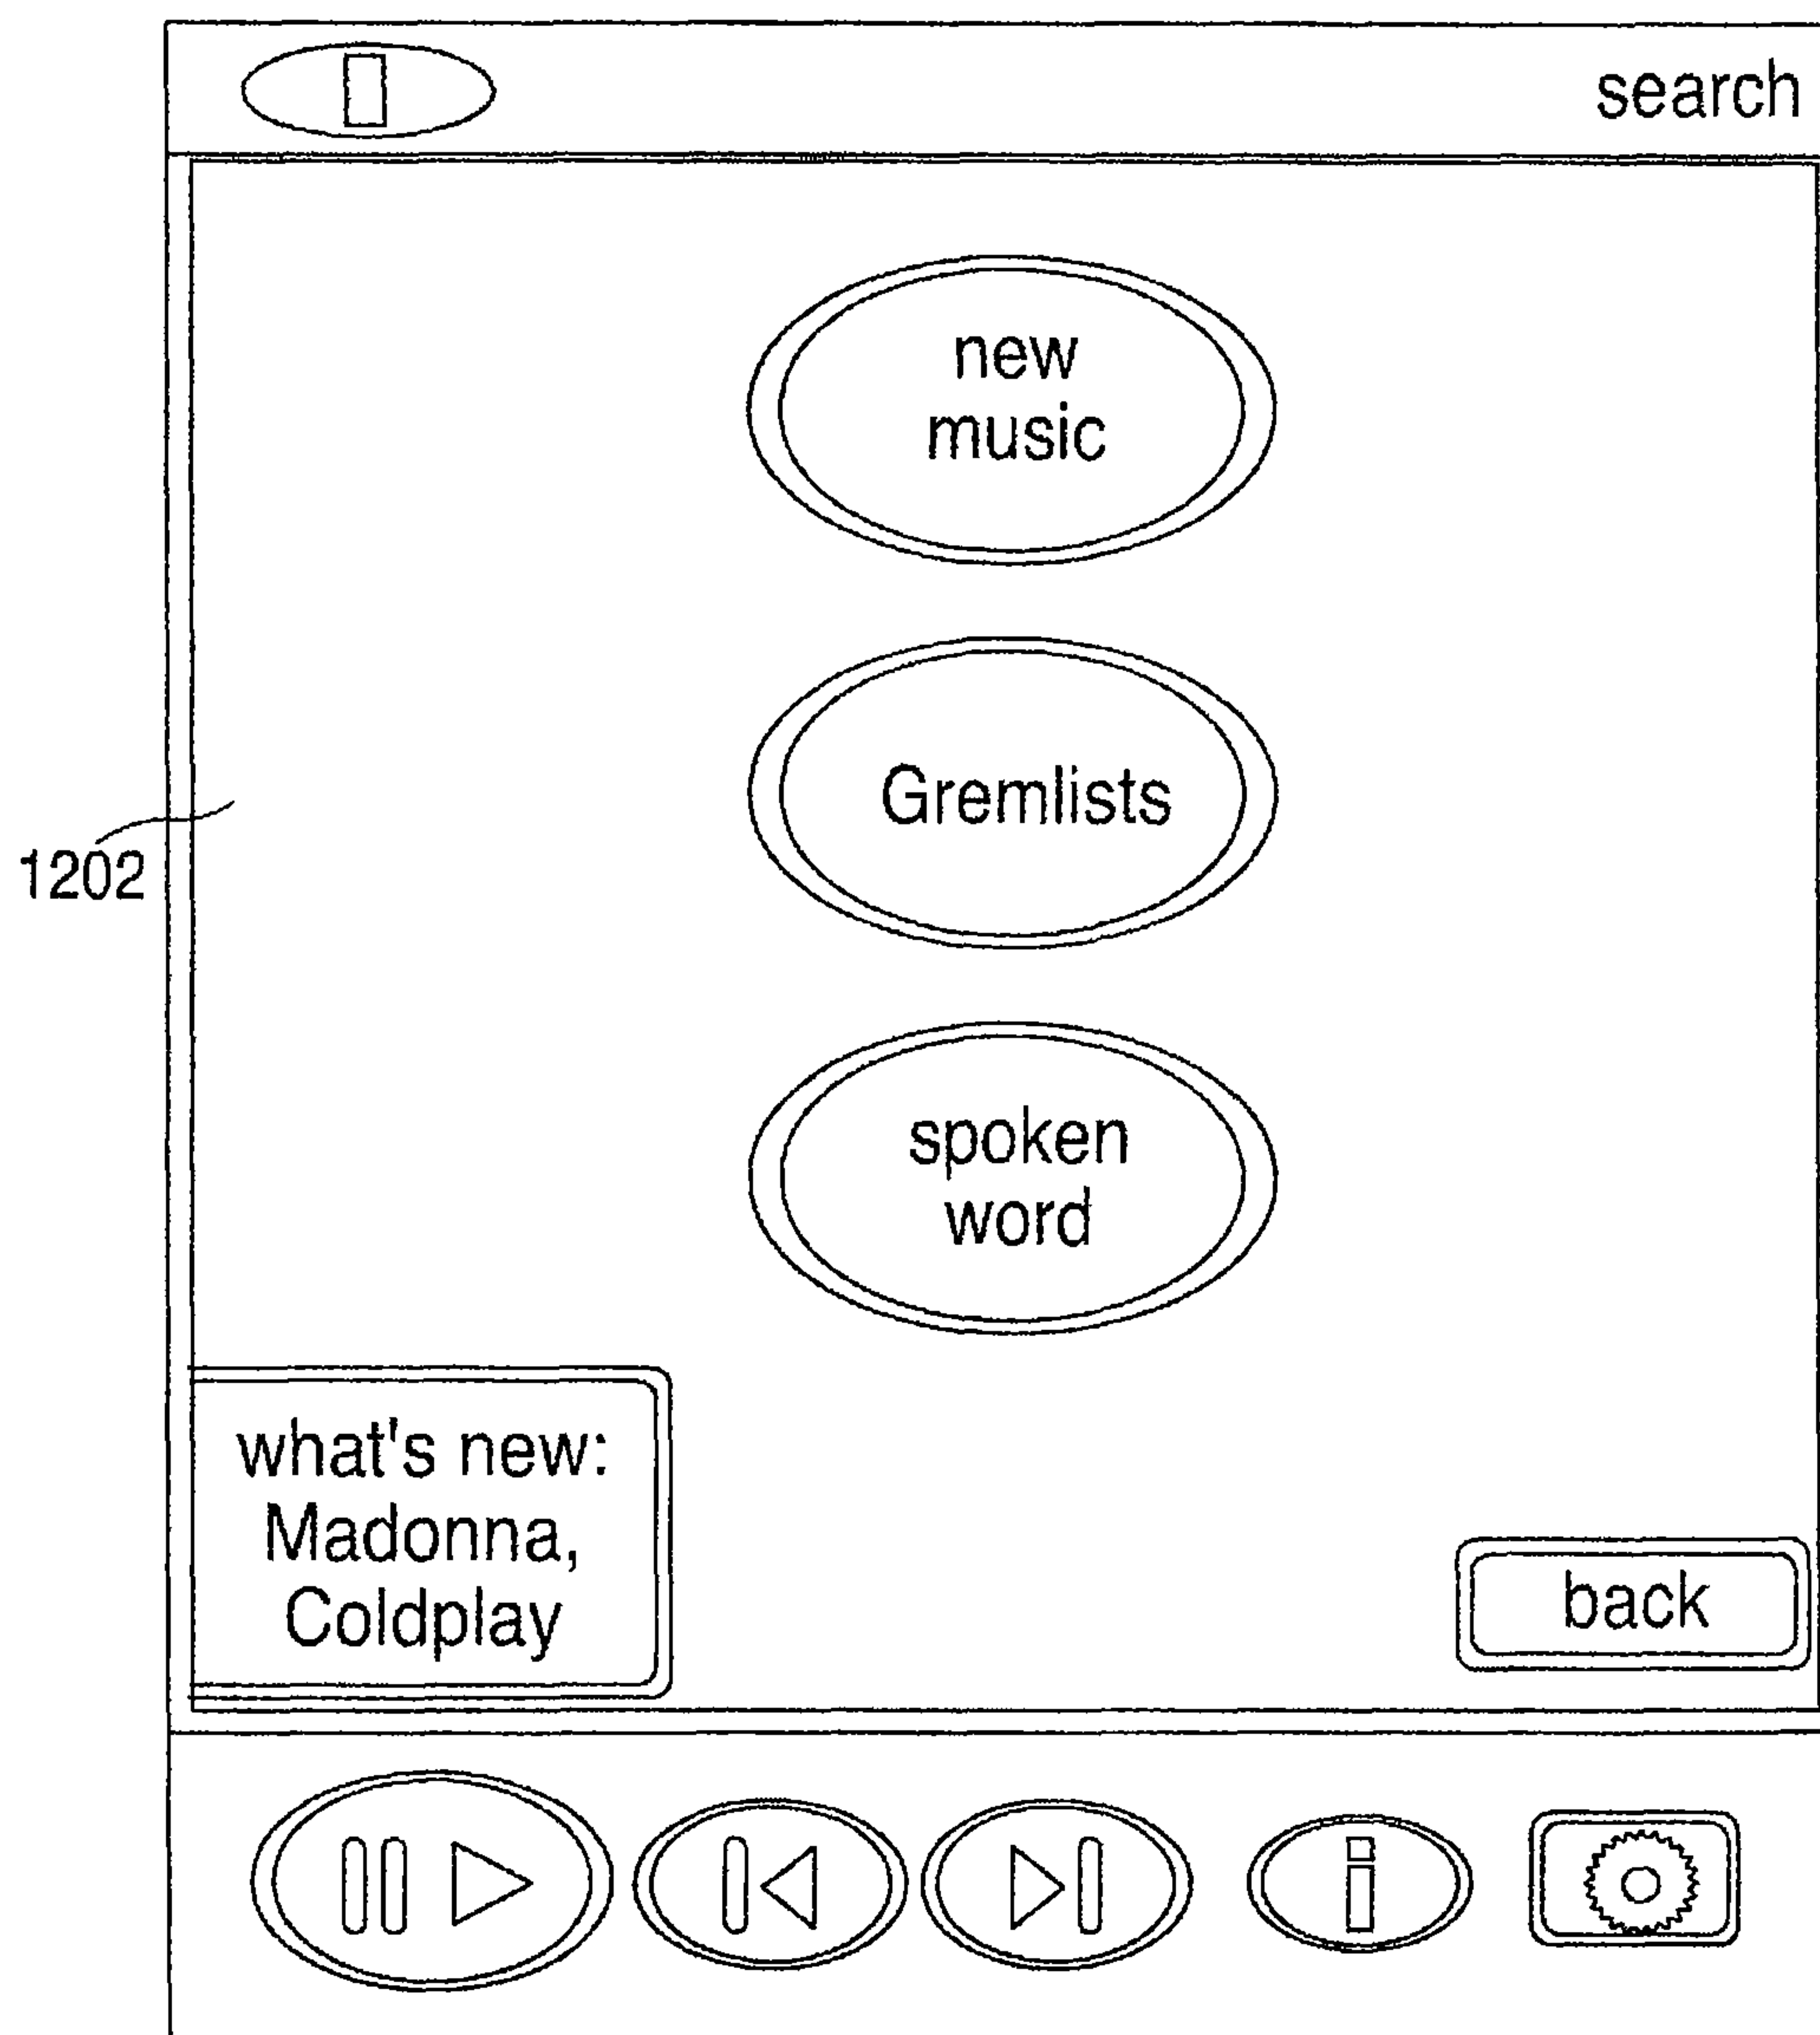 search
new
music
Gremlists
1202
spoken
word
what's new:
Madonna,
Coldplay
back
i